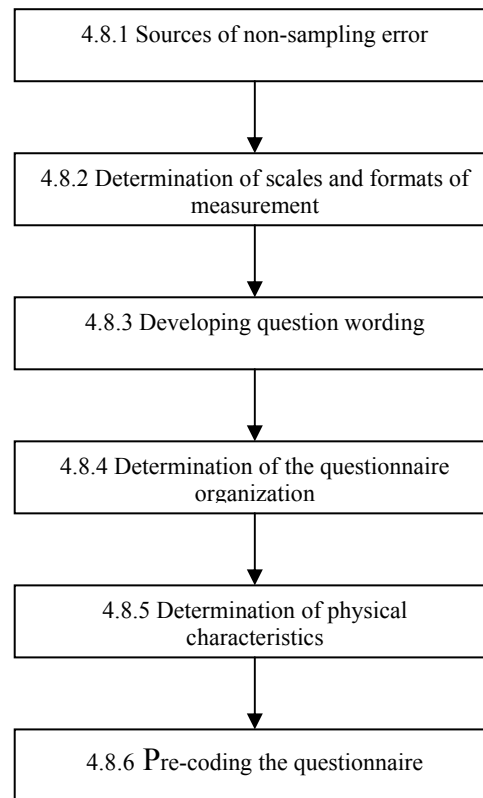 4.8.1 Sources of non-sampling error
4.8.2 Determination of scales and formats of
measurement
4.8.3 Developing question wording
4.8.4 Determination of the questionnaire
organization
4.8.5 Determination of physical
characteristics
4.8.6 Pre-coding the questionnaire